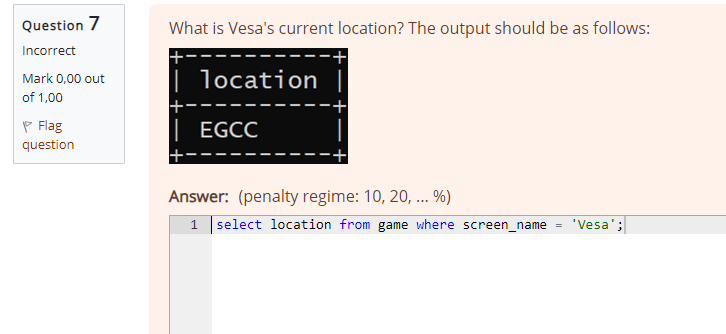 Question 7
Incorrect
Mark 0,00 out
of 1,00
Flag
question
What is Vesa's current location? The output should be as follows:
+----------+
| location |
+----------+
| EGCC     |
+----------+
Answer: (penalty regime: 10, 20, ... %)
1 select location from game where screen_name = 'Vesa';